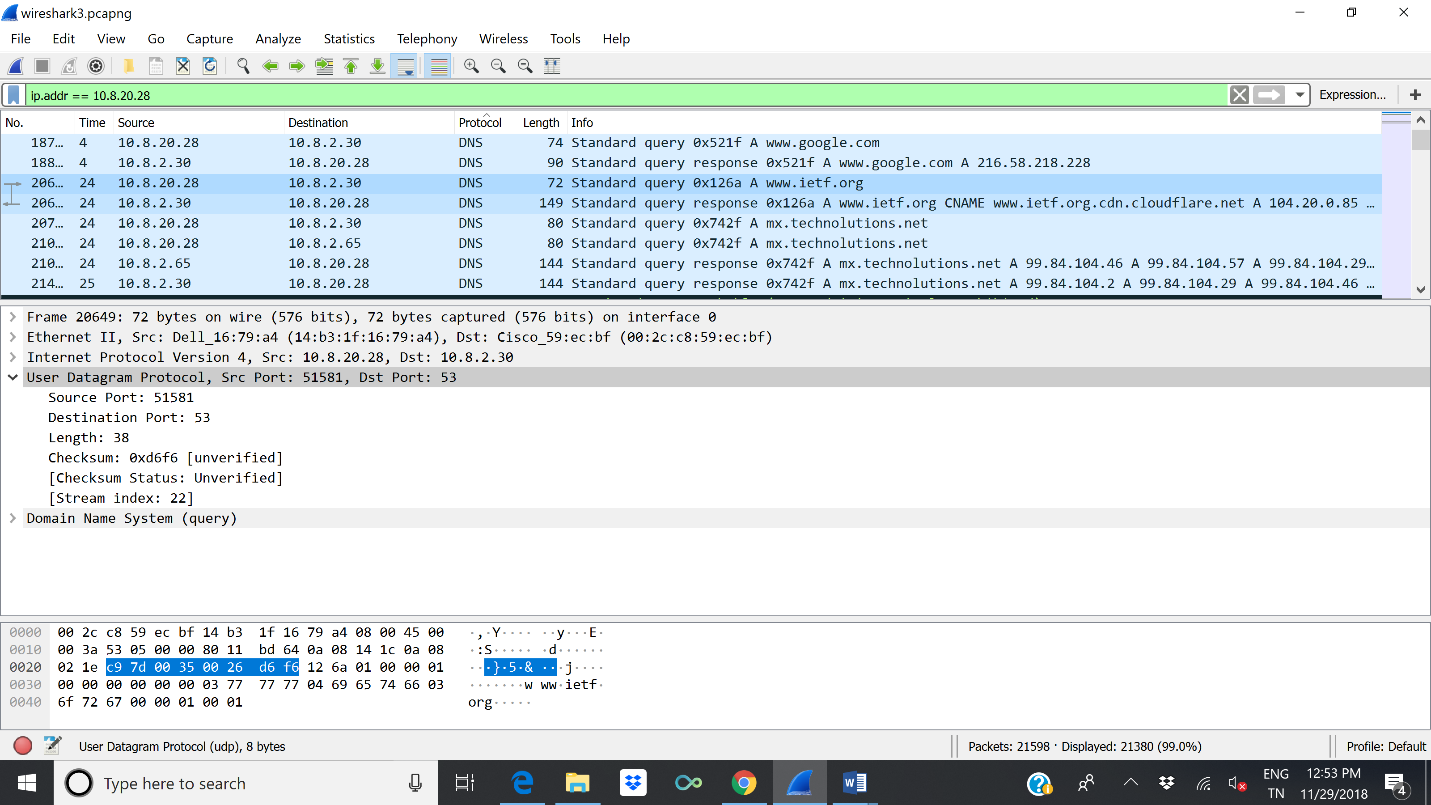 wireshark3.pcapng
File Edit View Go Capture Analyze Statistics Telephony Wireless Tools Help
ip.addr == 10.8.20.28 Expression... +
No. Time Source Destination Protocol Length Info
187… 4 10.8.20.28 10.8.2.30 DNS 74 Standard query 0x521f A www.google.com
188… 4 10.8.2.30 10.8.20.28 DNS 90 Standard query response 0x521f A www.google.com A 216.58.218.228
206… 24 10.8.20.28 10.8.2.30 DNS 72 Standard query 0x126a A www.ietf.org
206… 24 10.8.2.30 10.8.20.28 DNS 149 Standard query response 0x126a A www.ietf.org CNAME www.ietf.org.cdn.cloudflare.net A 104.20.0.85 …
207… 24 10.8.20.28 10.8.2.30 DNS 80 Standard query 0x742f A mx.technolutions.net
210… 24 10.8.20.28 10.8.2.65 DNS 80 Standard query 0x742f A mx.technolutions.net
210… 24 10.8.2.65 10.8.20.28 DNS 144 Standard query response 0x742f A mx.technolutions.net A 99.84.104.46 A 99.84.104.57 A 99.84.104.29…
214… 25 10.8.2.30 10.8.20.28 DNS 144 Standard query response 0x742f A mx.technolutions.net A 99.84.104.2 A 99.84.104.29 A 99.84.104.46 …
Frame 20649: 72 bytes on wire (576 bits), 72 bytes captured (576 bits) on interface 0
Ethernet II, Src: Dell_16:79:a4 (14:b3:1f:16:79:a4), Dst: Cisco_59:ec:bf (00:2c:c8:59:ec:bf)
Internet Protocol Version 4, Src: 10.8.20.28, Dst: 10.8.2.30
User Datagram Protocol, Src Port: 51581, Dst Port: 53
Source Port: 51581
Destination Port: 53
Length: 38
Checksum: 0xd6f6 [unverified]
[Checksum Status: Unverified]
[Stream index: 22]
Domain Name System (query)
0000 00 2c c8 59 ec bf 14 b3 1f 16 79 a4 08 00 45 00 ·,·Y···· ··y···E·
0010 00 3a 53 05 00 00 80 11 bd 64 0a 08 14 1c 0a 08 ·:S····· ·d······
0020 02 1e c9 7d 00 35 00 26 d6 f6 12 6a 01 00 00 01 ···}·5·& ···j····
0030 00 00 00 00 00 00 03 77 77 77 04 69 65 74 66 03 ·······w ww·ietf·
0040 6f 72 67 00 00 01 00 01 org·····
User Datagram Protocol (udp), 8 bytes Packets: 21598 · Displayed: 21380 (99.0%) Profile: Default
Type here to search ENG 12:53 PM
TN 11/29/2018 4